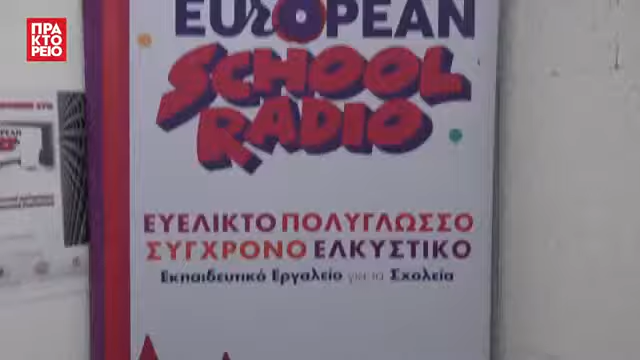 ΠΡΑ
ΚΤΟ
ΡΕΙΟ
EUROPEAN
SCHOOL
RADIO
ΕΥΕΛΙΚΤΟ ΠΟΛΥΓΛΩΣΣΟ
ΣΥΓΧΡΟΝΟ ΕΛΚΥΣΤΙΚΟ
Εκπαιδευτικό Εργαλείο για τα Σχολεία